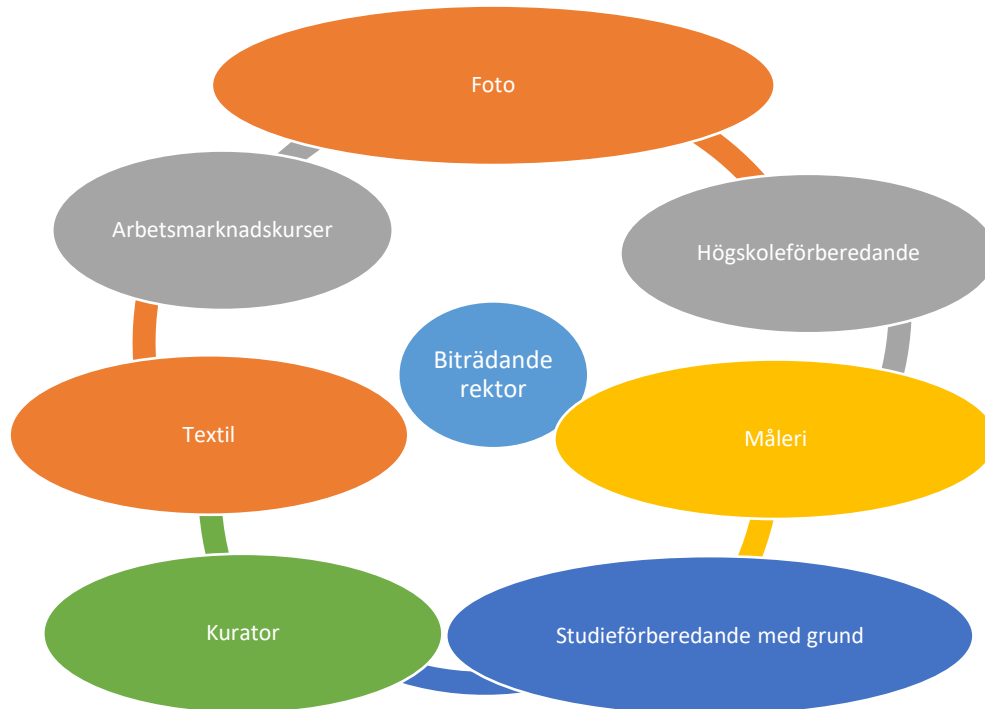 Foto
Arbetsmarknadskurser
Högskoleförberedande
Biträdande
rektor
Textil
Måleri
Kurator
Studieförberedande med grund